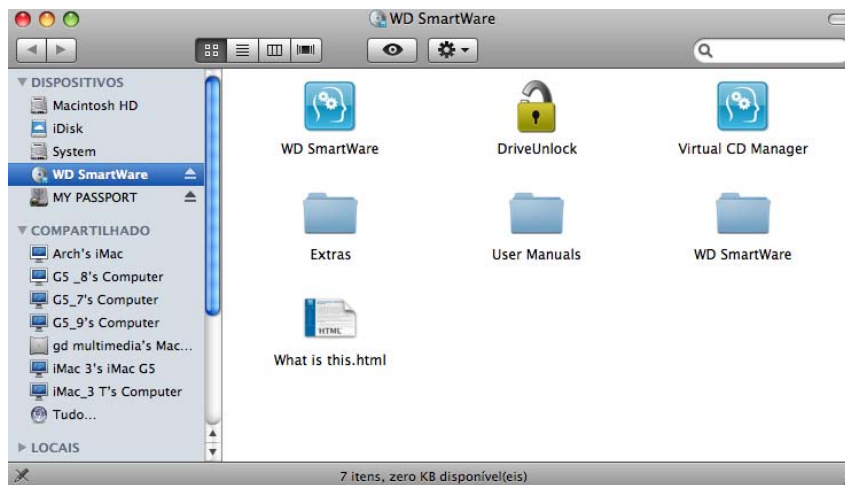 WD SmartWare
DISPOSITIVOS
Macintosh HD
iDisk
System
WD SmartWare
MY PASSPORT
COMPARTILHADO
Arch's iMac
G5 _8's Computer
G5_7's Computer
G5_9's Computer
gd multimedia's Mac...
iMac 3's iMac G5
iMac_3 T's Computer
Tudo...
LOCAIS
WD SmartWare
DriveUnlock
Virtual CD Manager
Extras
User Manuals
WD SmartWare
HTML
What is this.html
7 itens, zero KB disponível(eis)